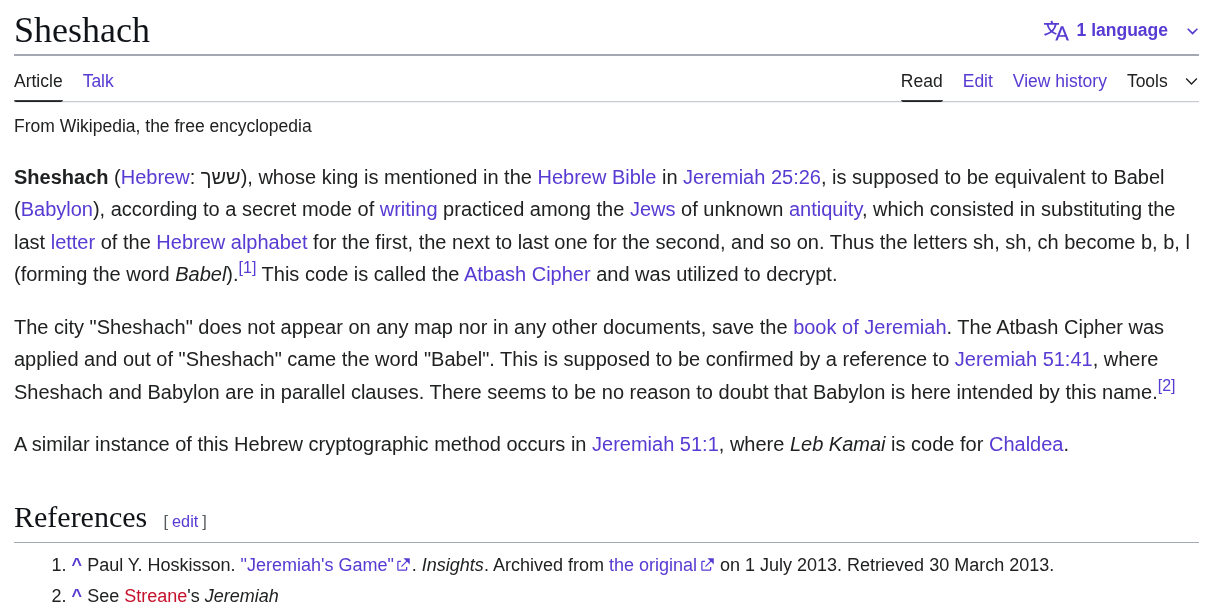 Sheshach
1 language
Article Talk Read Edit View history Tools
From Wikipedia, the free encyclopedia
Sheshach (Hebrew: ששך), whose king is mentioned in the Hebrew Bible in Jeremiah 25:26, is supposed to be equivalent to Babel
(Babylon), according to a secret mode of writing practiced among the Jews of unknown antiquity, which consisted in substituting the
last letter of the Hebrew alphabet for the first, the next to last one for the second, and so on. Thus the letters sh, sh, ch become b, b, l
(forming the word Babel).[1] This code is called the Atbash Cipher and was utilized to decrypt.
The city "Sheshach" does not appear on any map nor in any other documents, save the book of Jeremiah. The Atbash Cipher was
applied and out of "Sheshach" came the word "Babel". This is supposed to be confirmed by a reference to Jeremiah 51:41, where
Sheshach and Babylon are in parallel clauses. There seems to be no reason to doubt that Babylon is here intended by this name.[2]
A similar instance of this Hebrew cryptographic method occurs in Jeremiah 51:1, where Leb Kamai is code for Chaldea.
References [ edit ]
1. ^ Paul Y. Hoskisson. "Jeremiah's Game". Insights. Archived from the original on 1 July 2013. Retrieved 30 March 2013.
2. ^ See Streane's Jeremiah